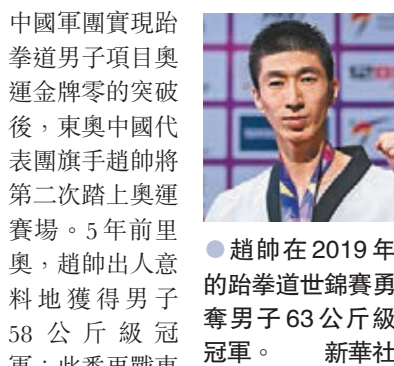 中國軍團實現跆
拳道男子項目奧
運金牌零的突破
後，東奧中國代
表團旗手趙帥將
第二次踏上奧運
賽場。5年前里
奧，趙帥出人意
料地獲得男子
58公斤級冠
●趙帥在2019年
的跆拳道世錦賽勇
奪男子63公斤級
冠軍。 新華社